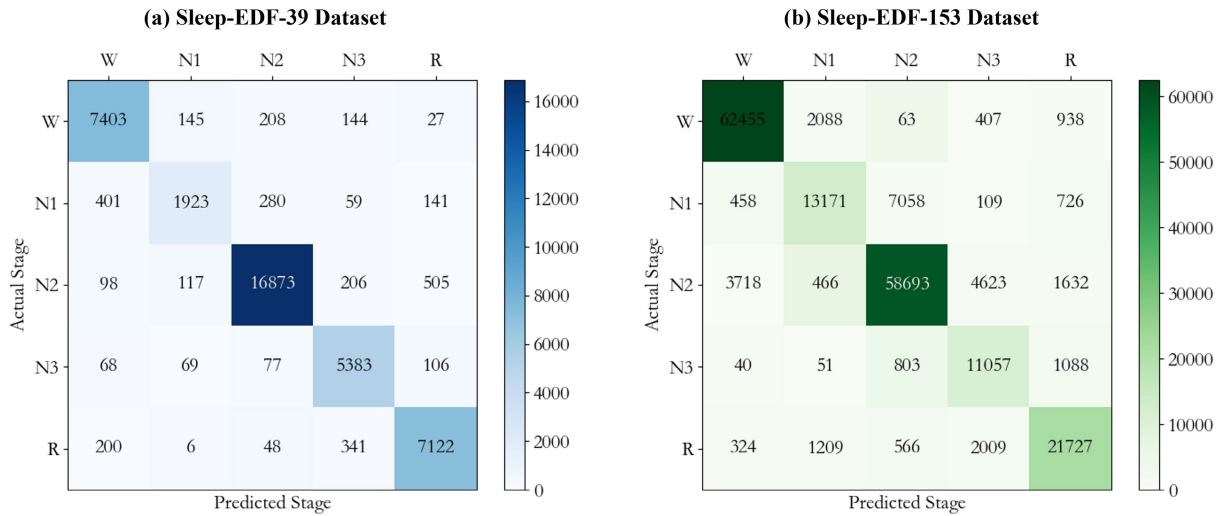 (a) Sleep-EDF-39 Dataset
W N1 N2 N3 R
W 7403 145 208 144 27
N1 401 1923 280 59 141
N2 98 117 16873 206 505
N3 68 69 77 5383 106
R 200 6 48 341 7122
Actual Stage
Predicted Stage
16000
14000
12000
10000
8000
6000
4000
2000
0
(b) Sleep-EDF-153 Dataset
W N1 N2 N3 R
W 62455 2088 63 407 938
N1 458 13171 7058 109 726
N2 3718 466 58693 4623 1632
N3 40 51 803 11057 1088
R 324 1209 566 2009 21727
Actual Stage
Predicted Stage
60000
50000
40000
30000
20000
10000
0